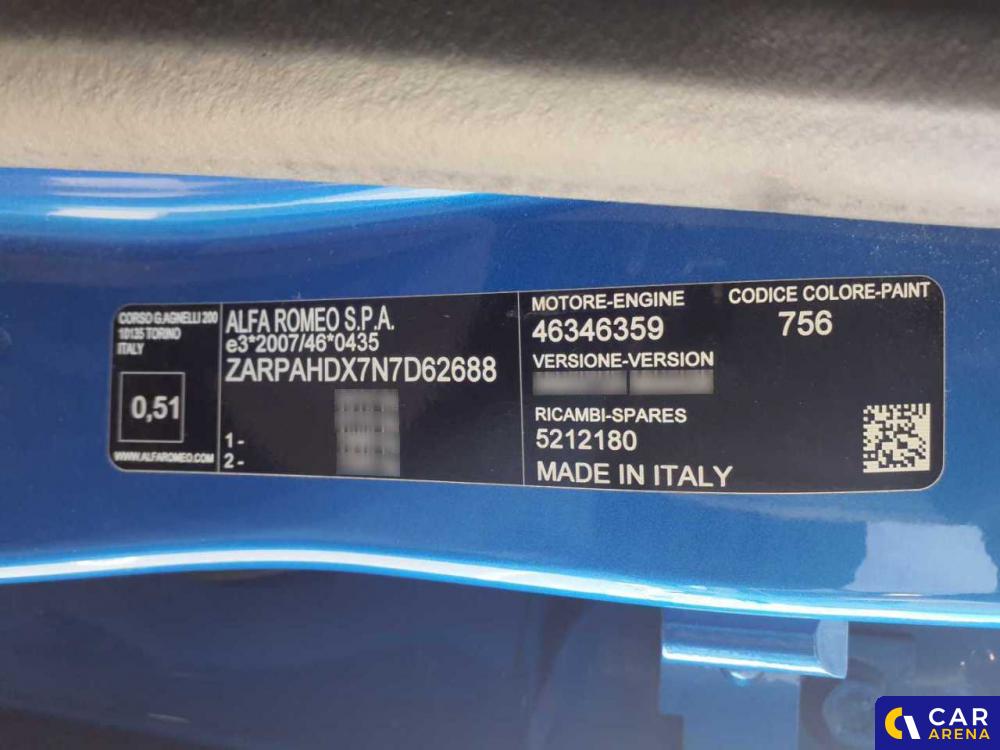 CORSO G.AGNELLI 200
10135 TORINO
ITALY
0,51
WWW.ALFAROMEO.COM
ALFA ROMEO S.P.A.
e3*2007/46*0435
ZARPAHDX7N7D62688
1-
2-
MOTORE-ENGINE
46346359
VERSIONE-VERSION
RICAMBI-SPARES
5212180
MADE IN ITALY
CODICE COLORE-PAINT
756
CAR
ARENA